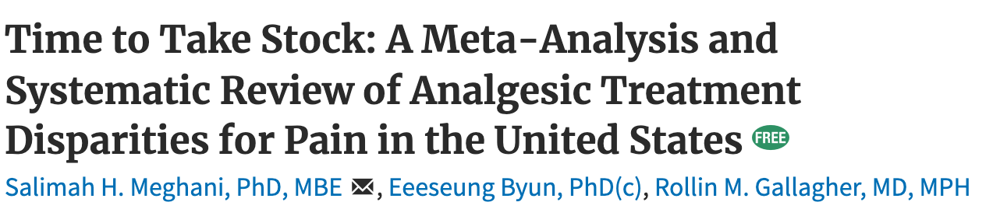 Time to Take Stock: A Meta-Analysis and
Systematic Review of Analgesic Treatment
Disparities for Pain in the United States FREE
Salimah H. Meghani, PhD, MBE, Eeeseung Byun, PhD(c), Rollin M. Gallagher, MD, MPH